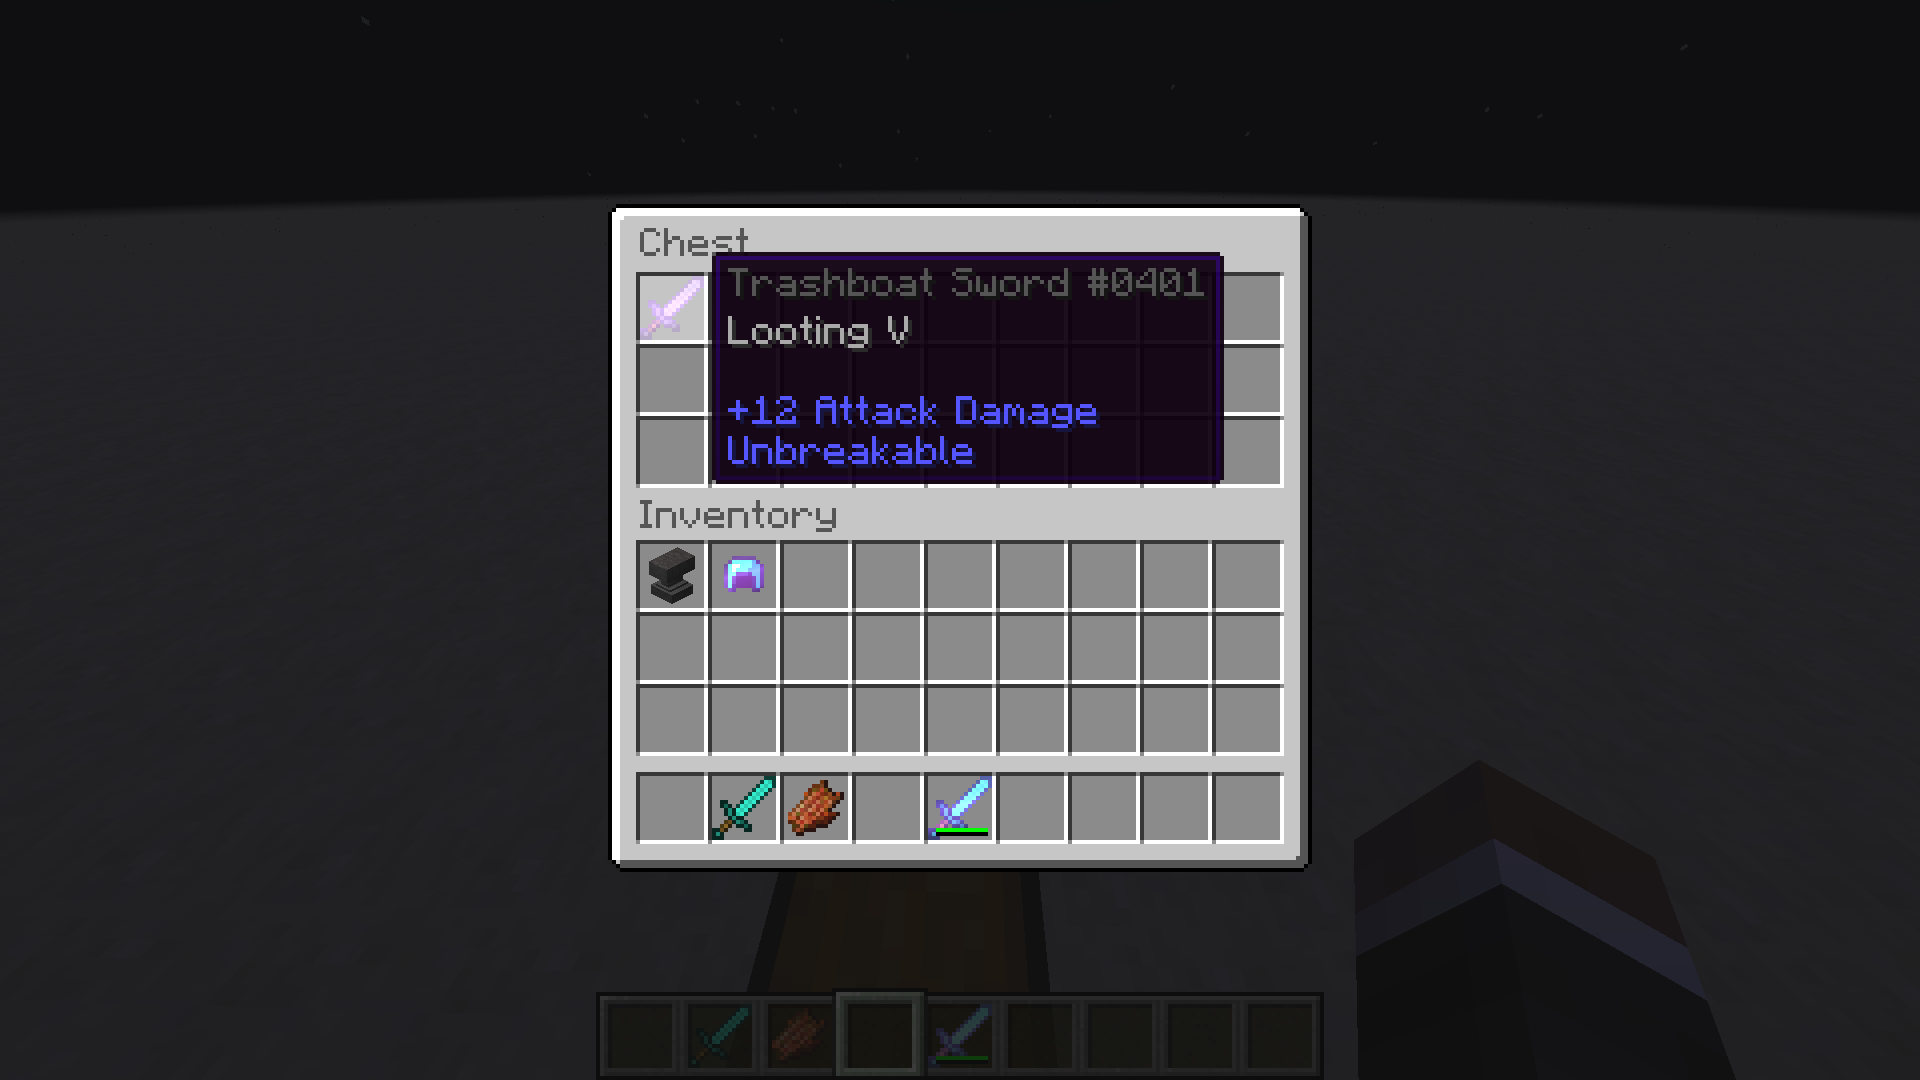 Chest
Trashboat Sword #0401
Looting V
+12 Attack Damage
Unbreakable
Inventory